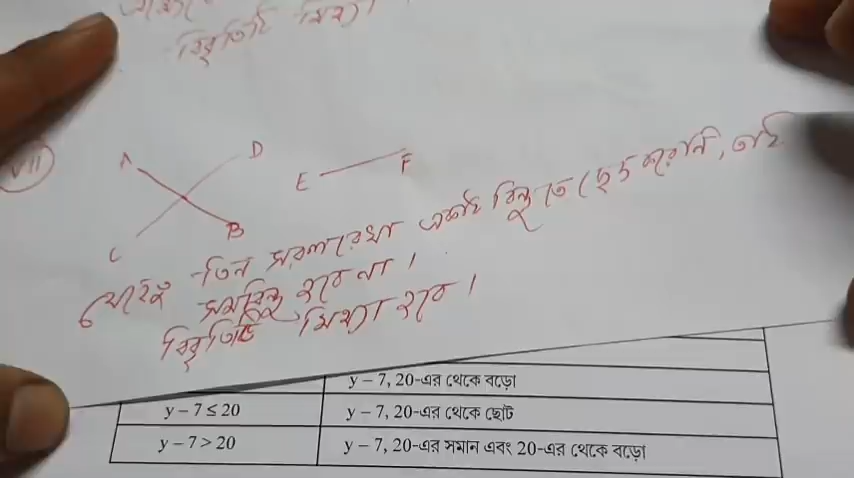 বিবৃতিটি মিথ্যা।
VII
A D E F
C B
যেহেতু তিন সরলরেখা একই বিন্দুতে ছেদ করেনি, তাই
সমবিন্দু হবে না।
বিবৃতিটি মিথ্যা হবে।
y – 7, 20-এর থেকে বড়ো
y – 7 ≤ 20 y – 7, 20-এর থেকে ছোট
y – 7 > 20 y – 7, 20-এর সমান এবং 20-এর থেকে বড়ো